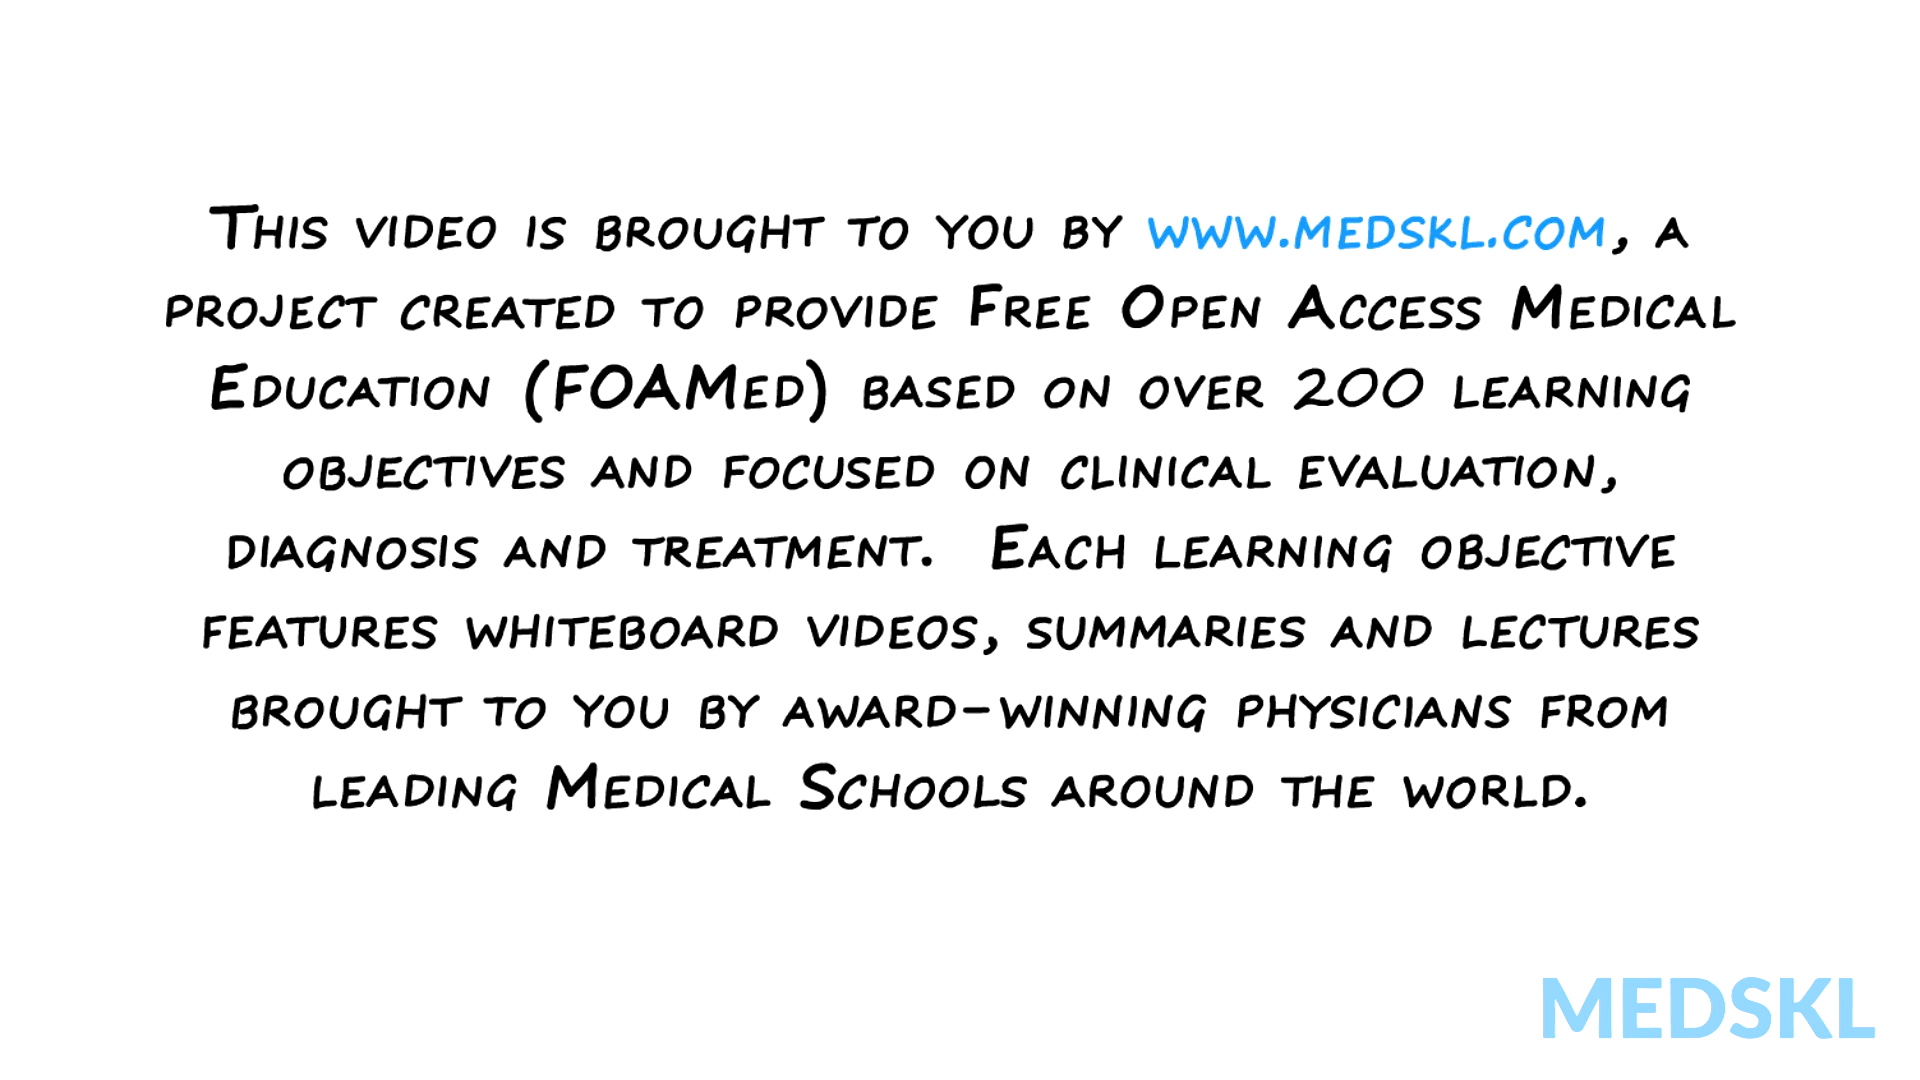 This video is brought to you by www.medskl.com, a
project created to provide Free Open Access Medical
Education (FOAMed) based on over 200 learning
objectives and focused on clinical evaluation,
diagnosis and treatment. Each learning objective
features whiteboard videos, summaries and lectures
brought to you by award-winning physicians from
leading Medical Schools around the world.
MEDSKL